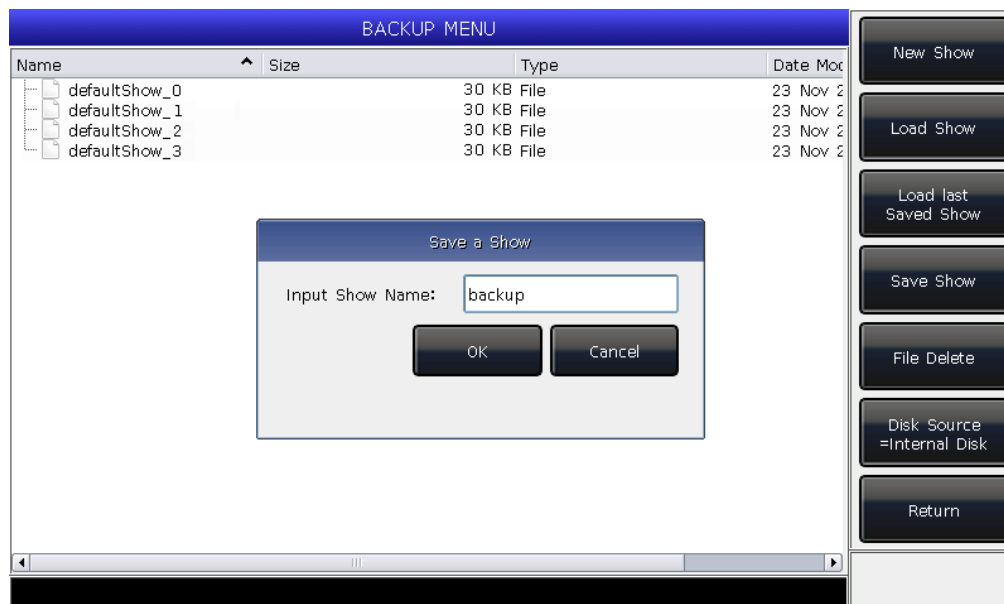 BACKUP MENU
Name Size Type Date Mod
defaultShow_0 30 KB File 23 Nov 2
defaultShow_1 30 KB File 23 Nov 2
defaultShow_2 30 KB File 23 Nov 2
defaultShow_3 30 KB File 23 Nov 2
Save a Show
Input Show Name: backup
OK Cancel
New Show
Load Show
Load last
Saved Show
Save Show
File Delete
Disk Source
=Internal Disk
Return